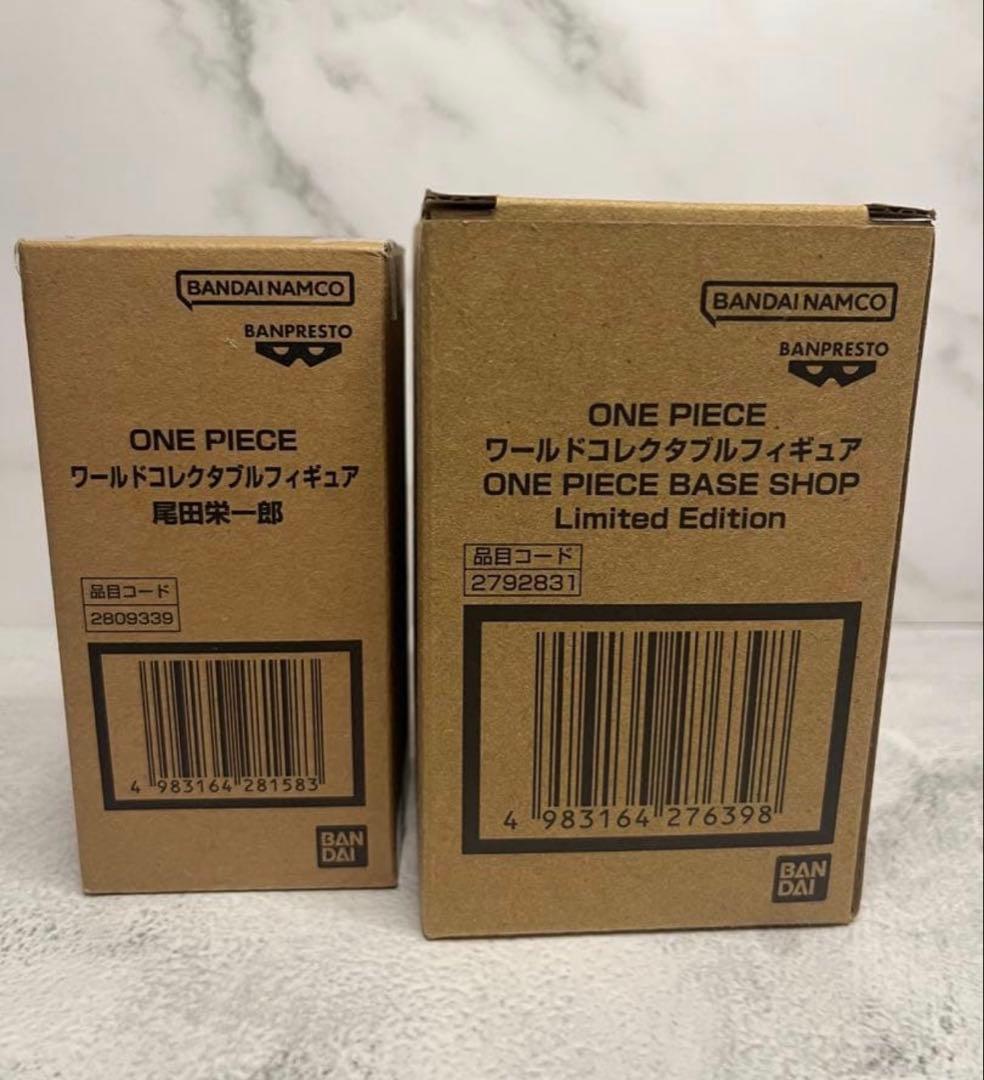 BANDAI NAMCO
BANPRESTO
ONE PIECE
ワールドコレクタブルフィギュア
尾田栄一郎
品目コード
2809339
4 983164 281583
BAN
DAI
BANDAI NAMCO
BANPRESTO
ONE PIECE
ワールドコレクタブルフィギュア
ONE PIECE BASE SHOP
Limited Edition
品目コード
2792831
4 983164 276398
BAN
DAI